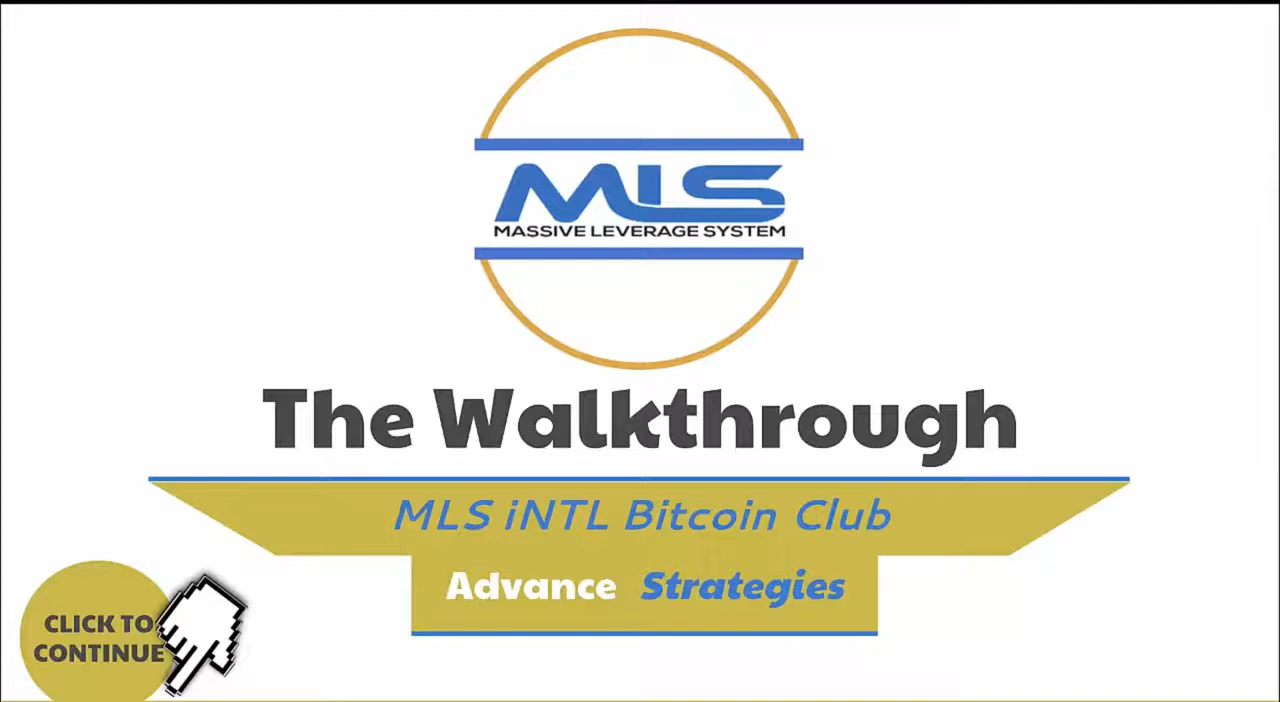 MLS
MASSIVE LEVERAGE SYSTEM
The Walkthrough
MLS iNTL Bitcoin Club
Advance Strategies
CLICK TO
CONTINUE